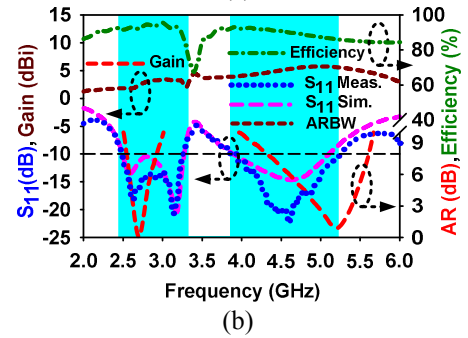 15
10
5
0
-5
-10
-15
-20
-25
S11(dB), Gain (dBi)
Gain
Efficiency
S11 Meas.
S11 Sim.
ARBW
100
80
60
40
9
6
3
0
AR (dB), Efficiency (%)
2.0 2.5 3.0 3.5 4.0 4.5 5.0 5.5 6.0
Frequency (GHz)
(b)